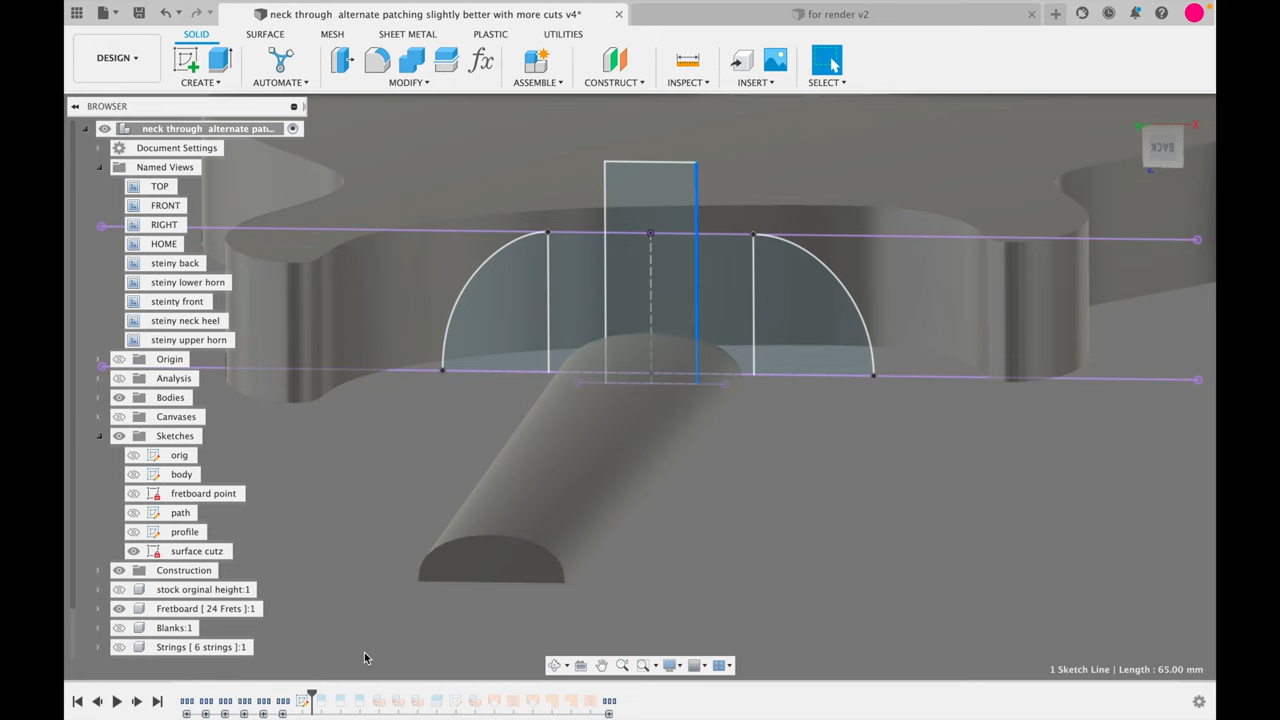 neck through  alternate patching slightly better with more cuts v4*
for render v2
DESIGN
SOLID
SURFACE
MESH
SHEET METAL
PLASTIC
UTILITIES
CREATE
AUTOMATE
MODIFY
fx
ASSEMBLE
CONSTRUCT
INSPECT
INSERT
SELECT
BROWSER
neck through  alternate patc...
Document Settings
Named Views
TOP
FRONT
RIGHT
HOME
steiny back
steiny lower horn
steinty front
steiny neck heel
steiny upper horn
Origin
Analysis
Bodies
Canvases
Sketches
orig
body
fretboard point
path
profile
surface cutz
Construction
stock orginal height:1
Fretboard [ 24 Frets ]:1
Blanks:1
Strings [ 6 strings ]:1
X
BACK
Z
1 Sketch Line | Length : 65.00 mm